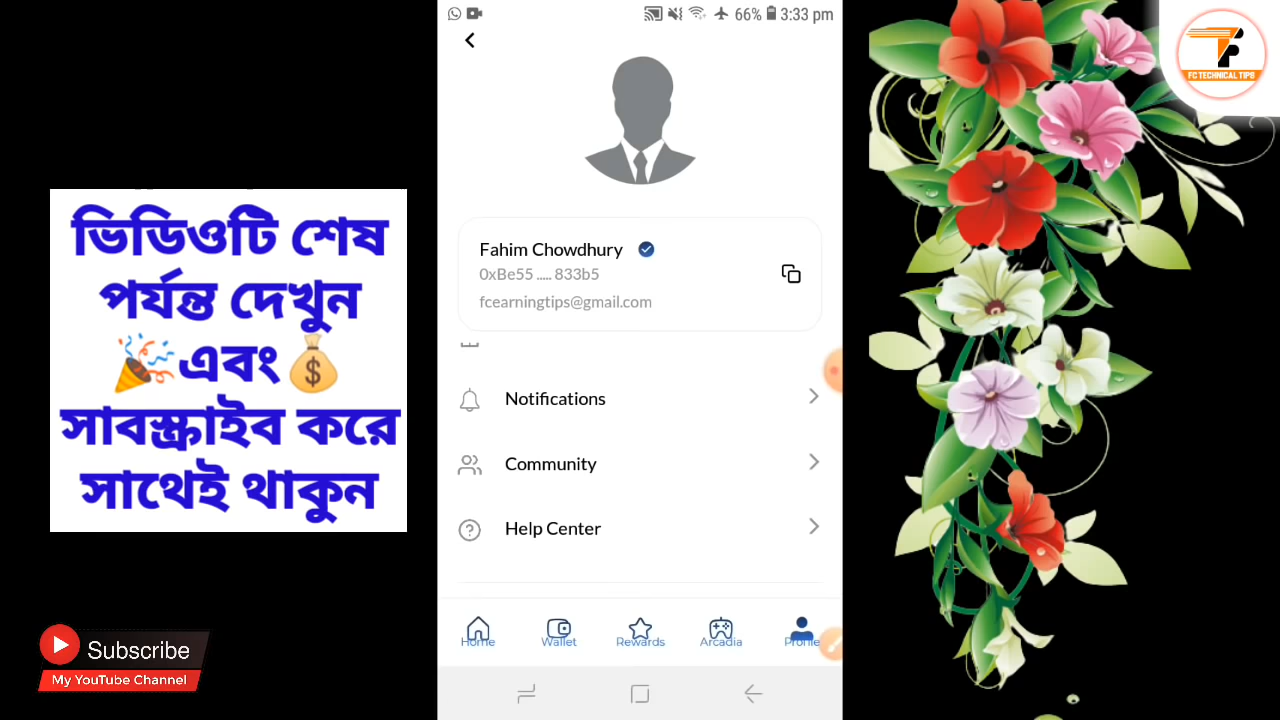 66% 3:33 pm
FC TECHNICAL TIPS
ভিডিওটি শেষ
পর্যন্ত দেখুন
🎉এবং💰
সাবস্ক্রাইব করে
সাথেই থাকুন
Fahim Chowdhury
0xBe55 ..... 833b5
fcearningtips@gmail.com
Notifications
Community
Help Center
Home Wallet Rewards Arcadia Profile
Subscribe
My YouTube Channel